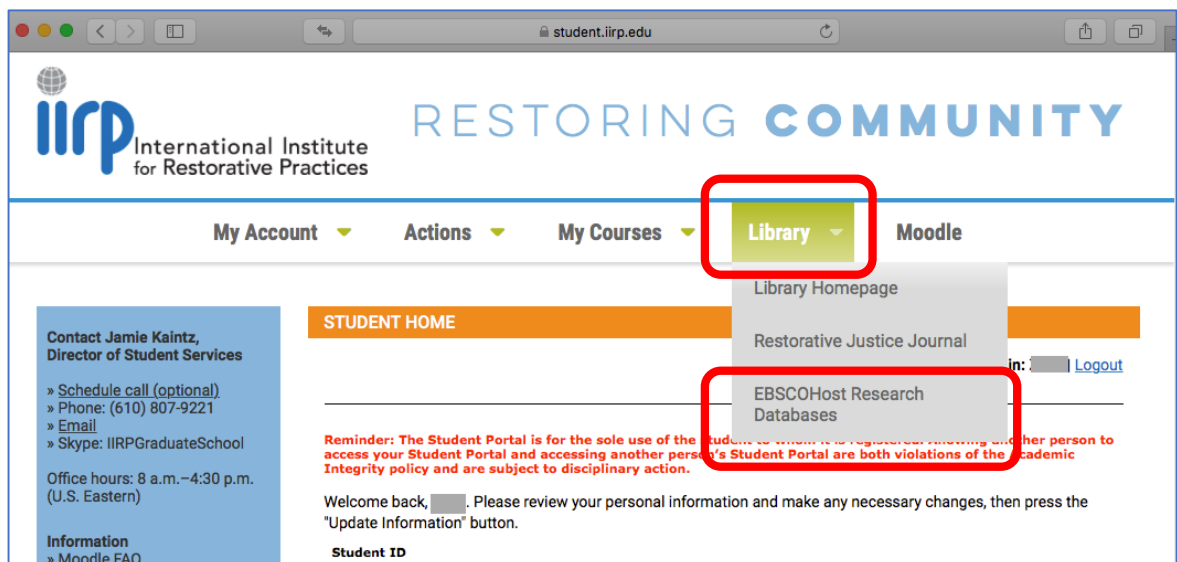 student.iirp.edu
iirp
International Institute
for Restorative Practices
RESTORING COMMUNITY
My Account
Actions
My Courses
Library
Moodle
Library Homepage
Restorative Justice Journal
EBSCOHost Research
Databases
Contact Jamie Kaintz,
Director of Student Services
» Schedule call (optional)
» Phone: (610) 807-9221
» Email
» Skype: IIRPGraduateSchool
Office hours: 8 a.m.–4:30 p.m.
(U.S. Eastern)
Information
» Moodle FAQ
STUDENT HOME
in: Logout
Reminder: The Student Portal is for the sole use of the student to whom it is registered. Allowing another person to
access your Student Portal and accessing another person's Student Portal are both violations of the Academic
Integrity policy and are subject to disciplinary action.
Welcome back, . Please review your personal information and make any necessary changes, then press the
"Update Information" button.
Student ID